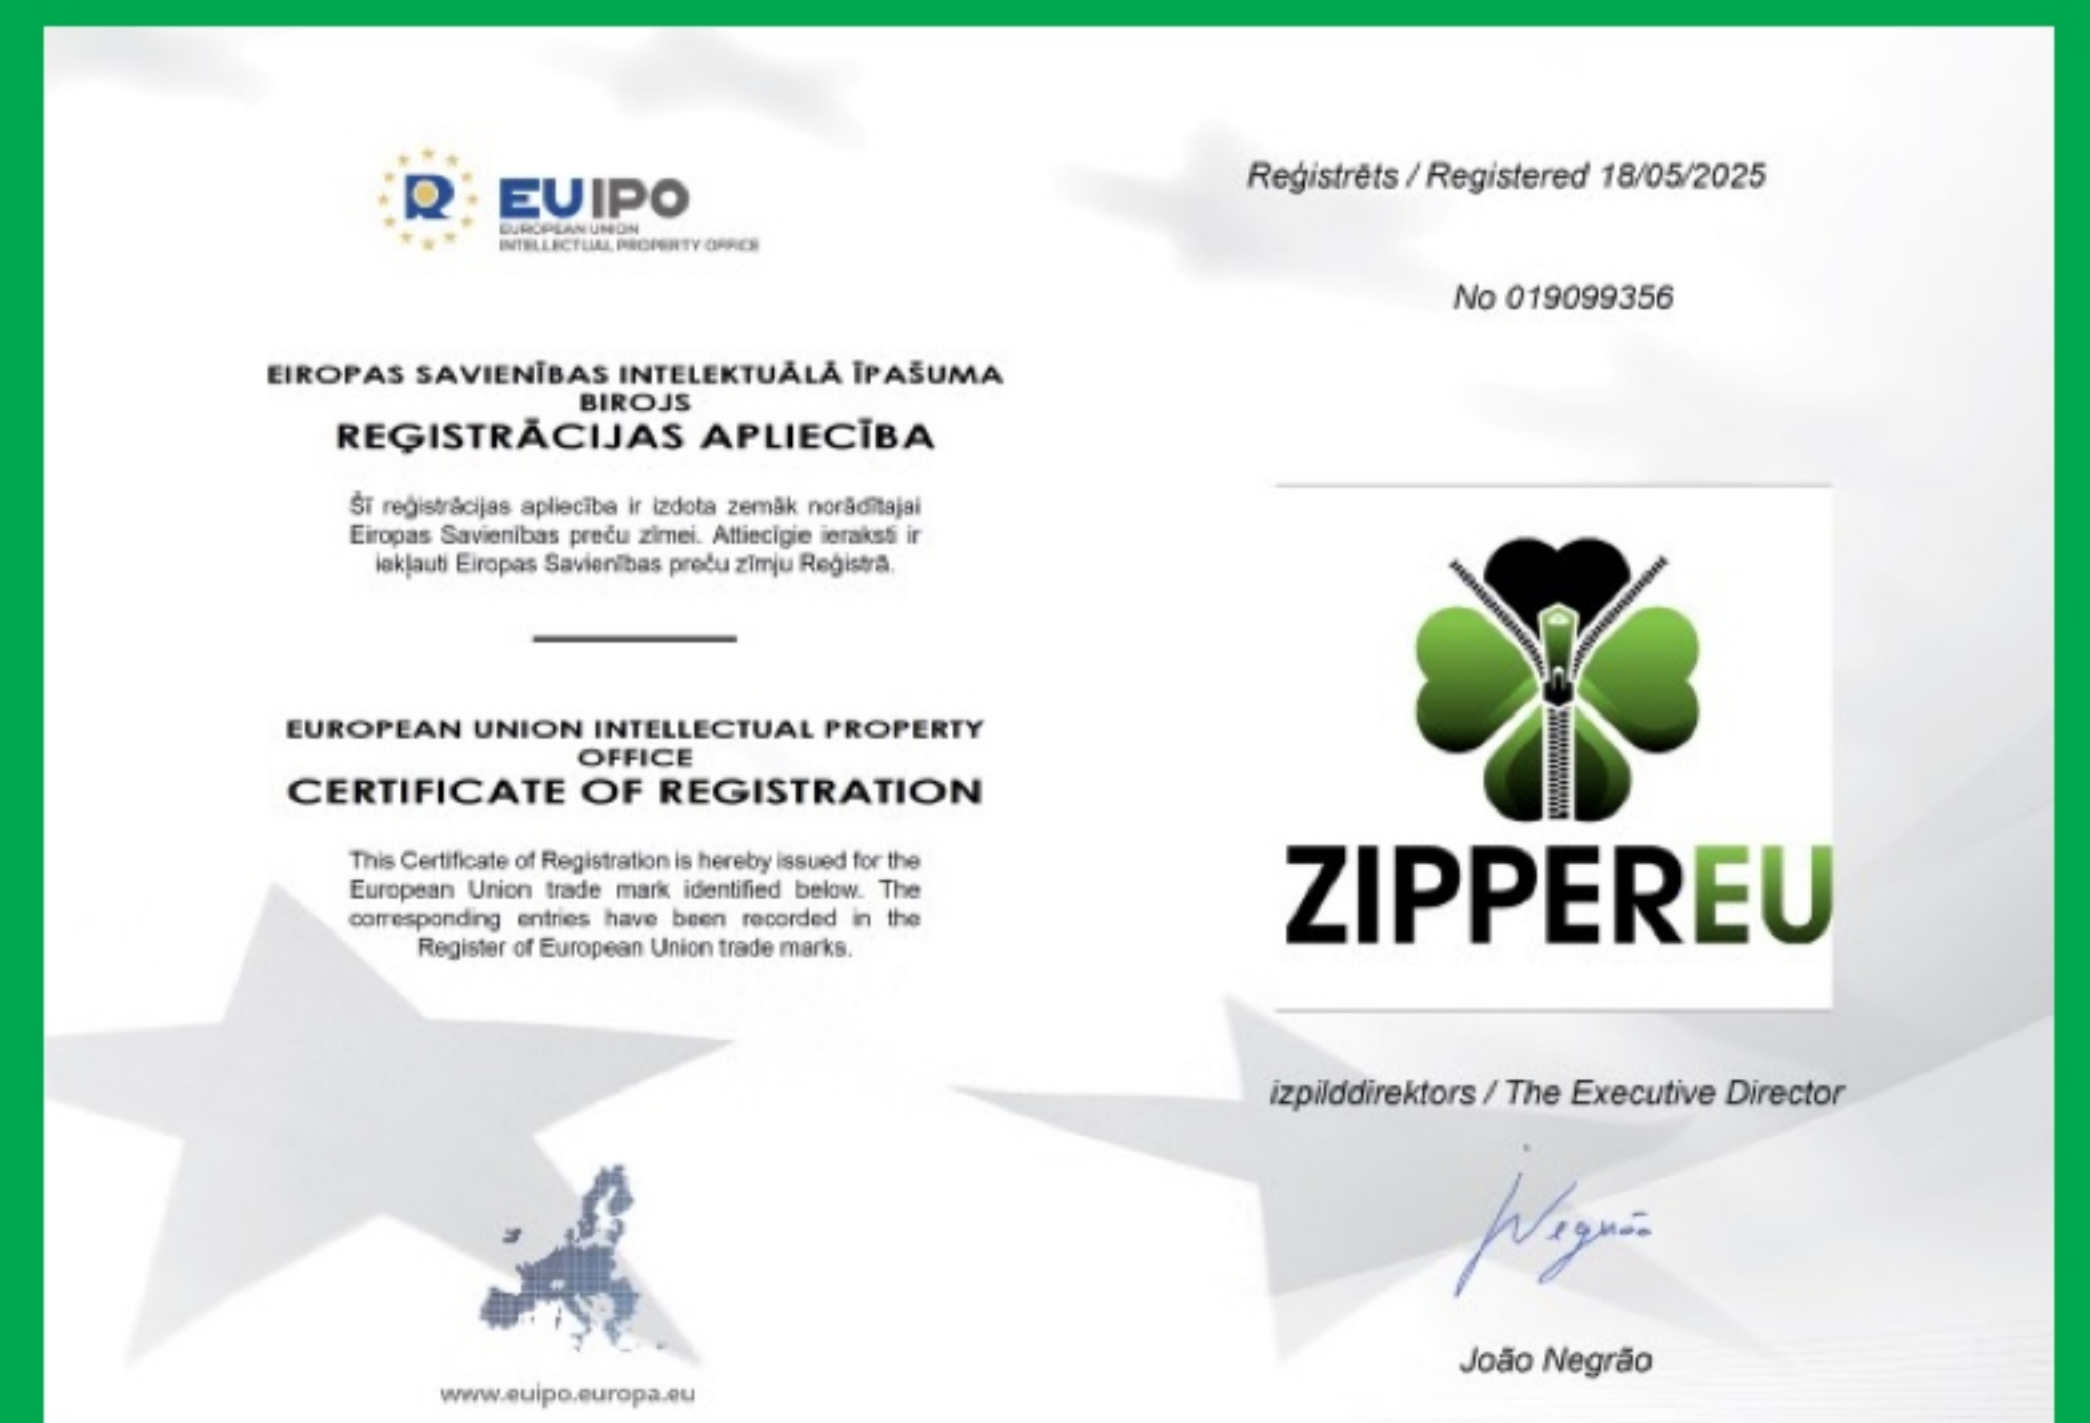 EUIPO
EUROPEAN UNION
INTELLECTUAL PROPERTY OFFICE
EIROPAS SAVIENĪBAS INTELEKTUĀLĀ ĪPAŠUMA
BIROJS
REĢISTRĀCIJAS APLIECĪBA
Šī reģistrācijas apliecība ir izdota zemāk norādītajai
Eiropas Savienības preču zīmei. Attiecīgie ieraksti ir
iekļauti Eiropas Savienības preču zīmju Reģistrā.
EUROPEAN UNION INTELLECTUAL PROPERTY
OFFICE
CERTIFICATE OF REGISTRATION
This Certificate of Registration is hereby issued for the
European Union trade mark identified below. The
corresponding entries have been recorded in the
Register of European Union trade marks.
www.euipo.europa.eu
Reģistrēts / Registered 18/05/2025
No 019099356
ZIPPEREU
izpilddirektors / The Executive Director
Negrão
João Negrão